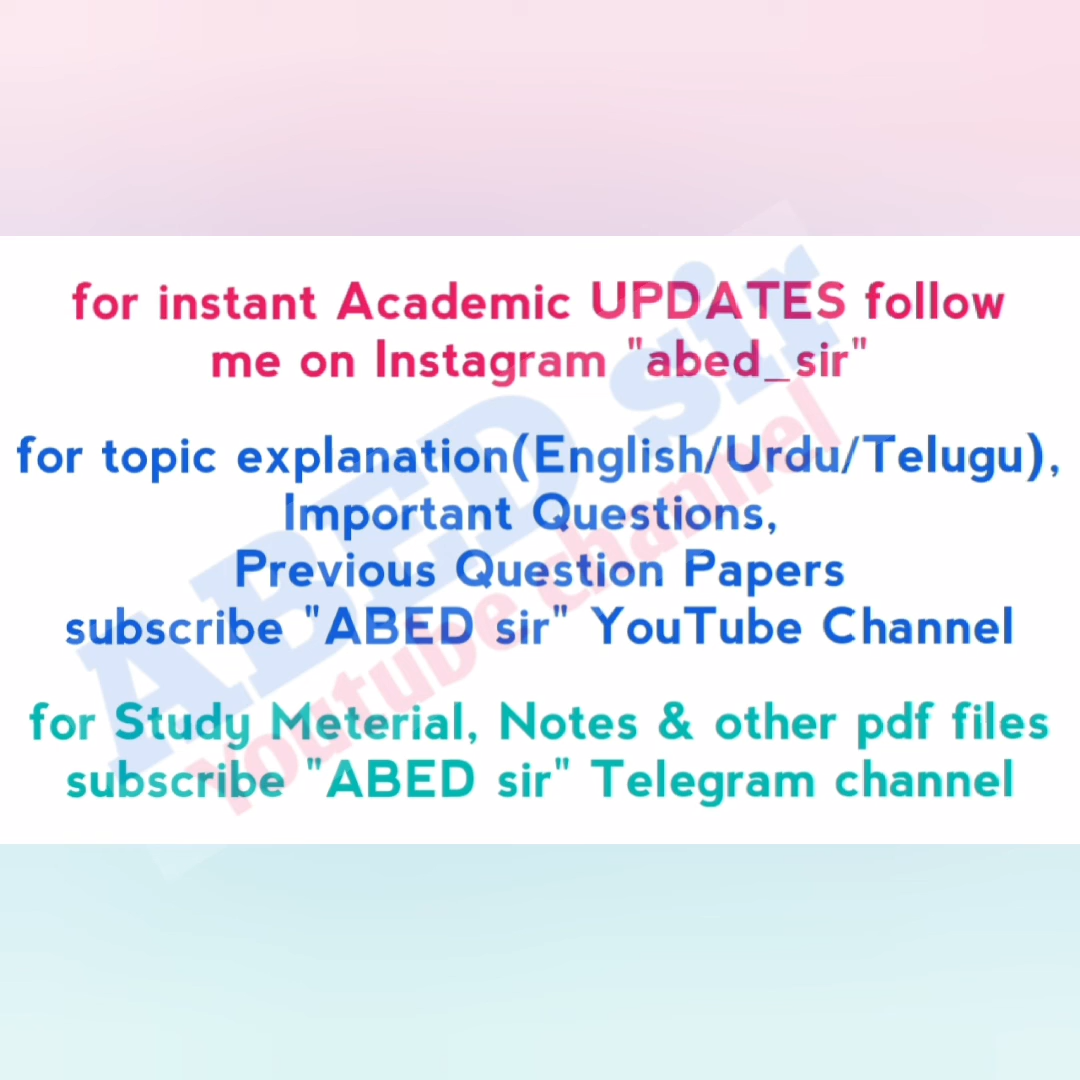 for instant Academic UPDATES follow
me on Instagram "abed_sir"
for topic explanation(English/Urdu/Telugu),
Important Questions,
Previous Question Papers
subscribe "ABED sir" YouTube Channel
for Study Meterial, Notes & other pdf files
subscribe "ABED sir" Telegram channel
ABED sir
Youtube channel